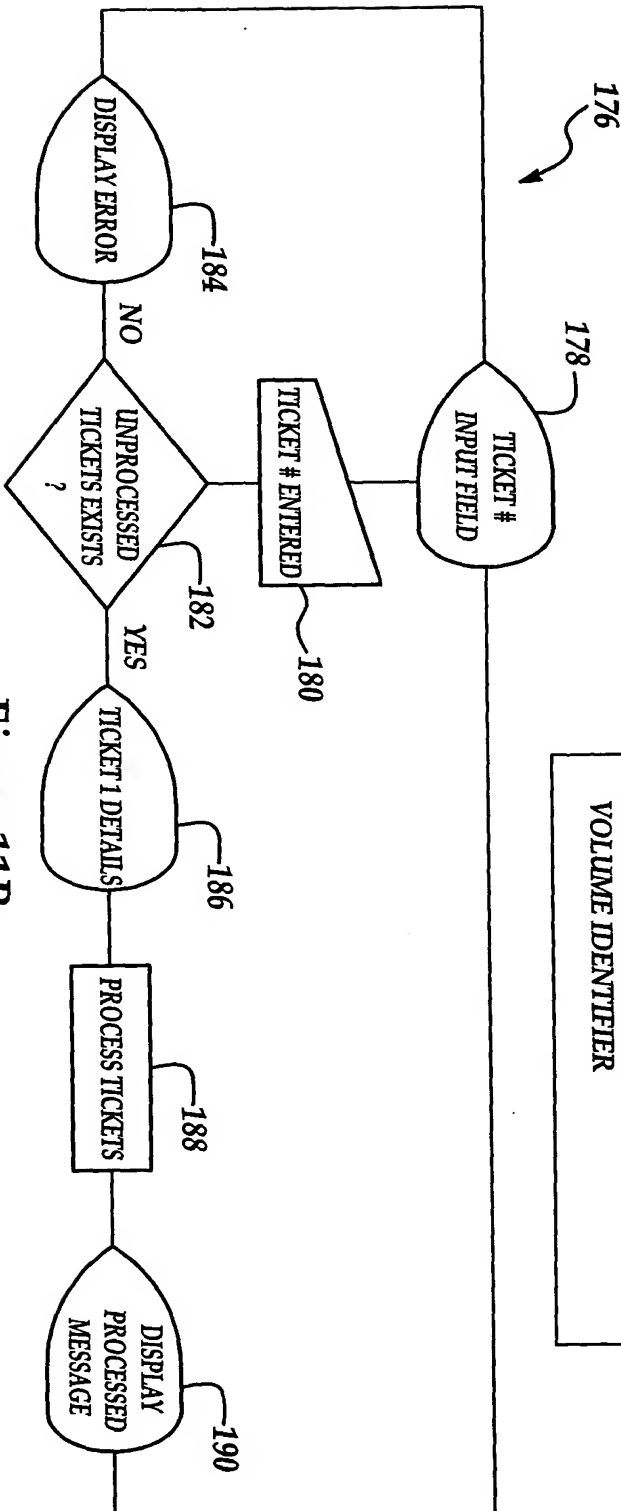 176
178
TICKET #
INPUT FIELD
VOLUME IDENTIFIER
TICKET # ENTERED
180
DISPLAY ERROR
184
NO
UNPROCESSED
TICKETS EXISTS
?
182
YES
TICKET 1 DETAILS
186
PROCESS TICKETS
188
DISPLAY
PROCESSED
MESSAGE
190